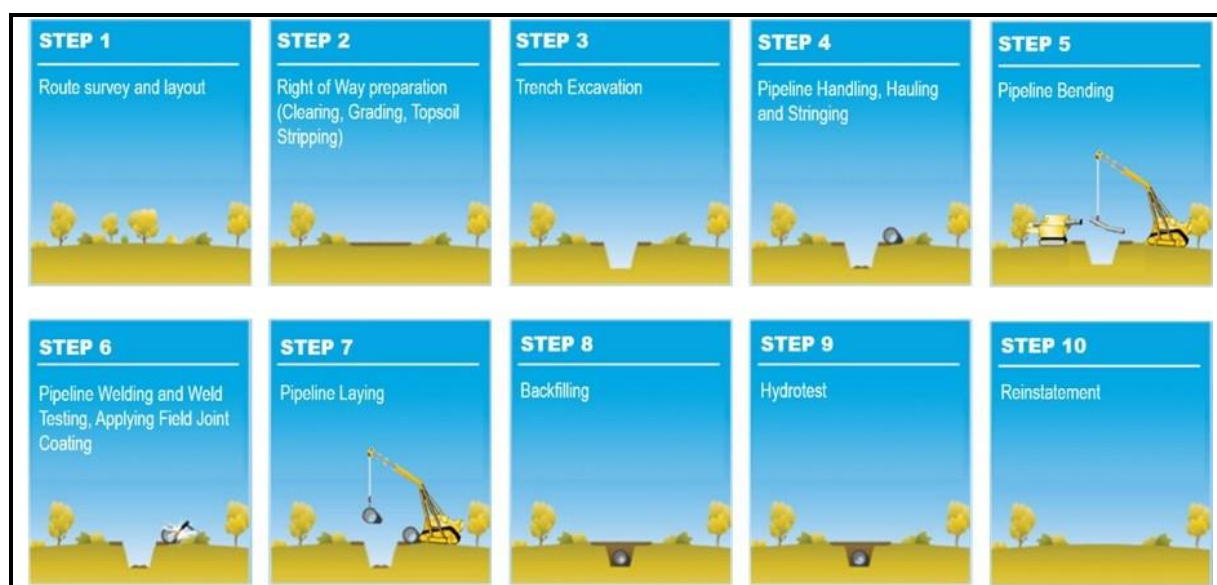 STEP 1
Route survey and layout
STEP 2
Right of Way preparation
(Clearing, Grading, Topsoil
Stripping)
STEP 3
Trench Excavation
STEP 4
Pipeline Handling, Hauling
and Stringing
STEP 5
Pipeline Bending
STEP 6
Pipeline Welding and Weld
Testing, Applying Field Joint
Coating
STEP 7
Pipeline Laying
STEP 8
Backfilling
STEP 9
Hydrotest
STEP 10
Reinstatement